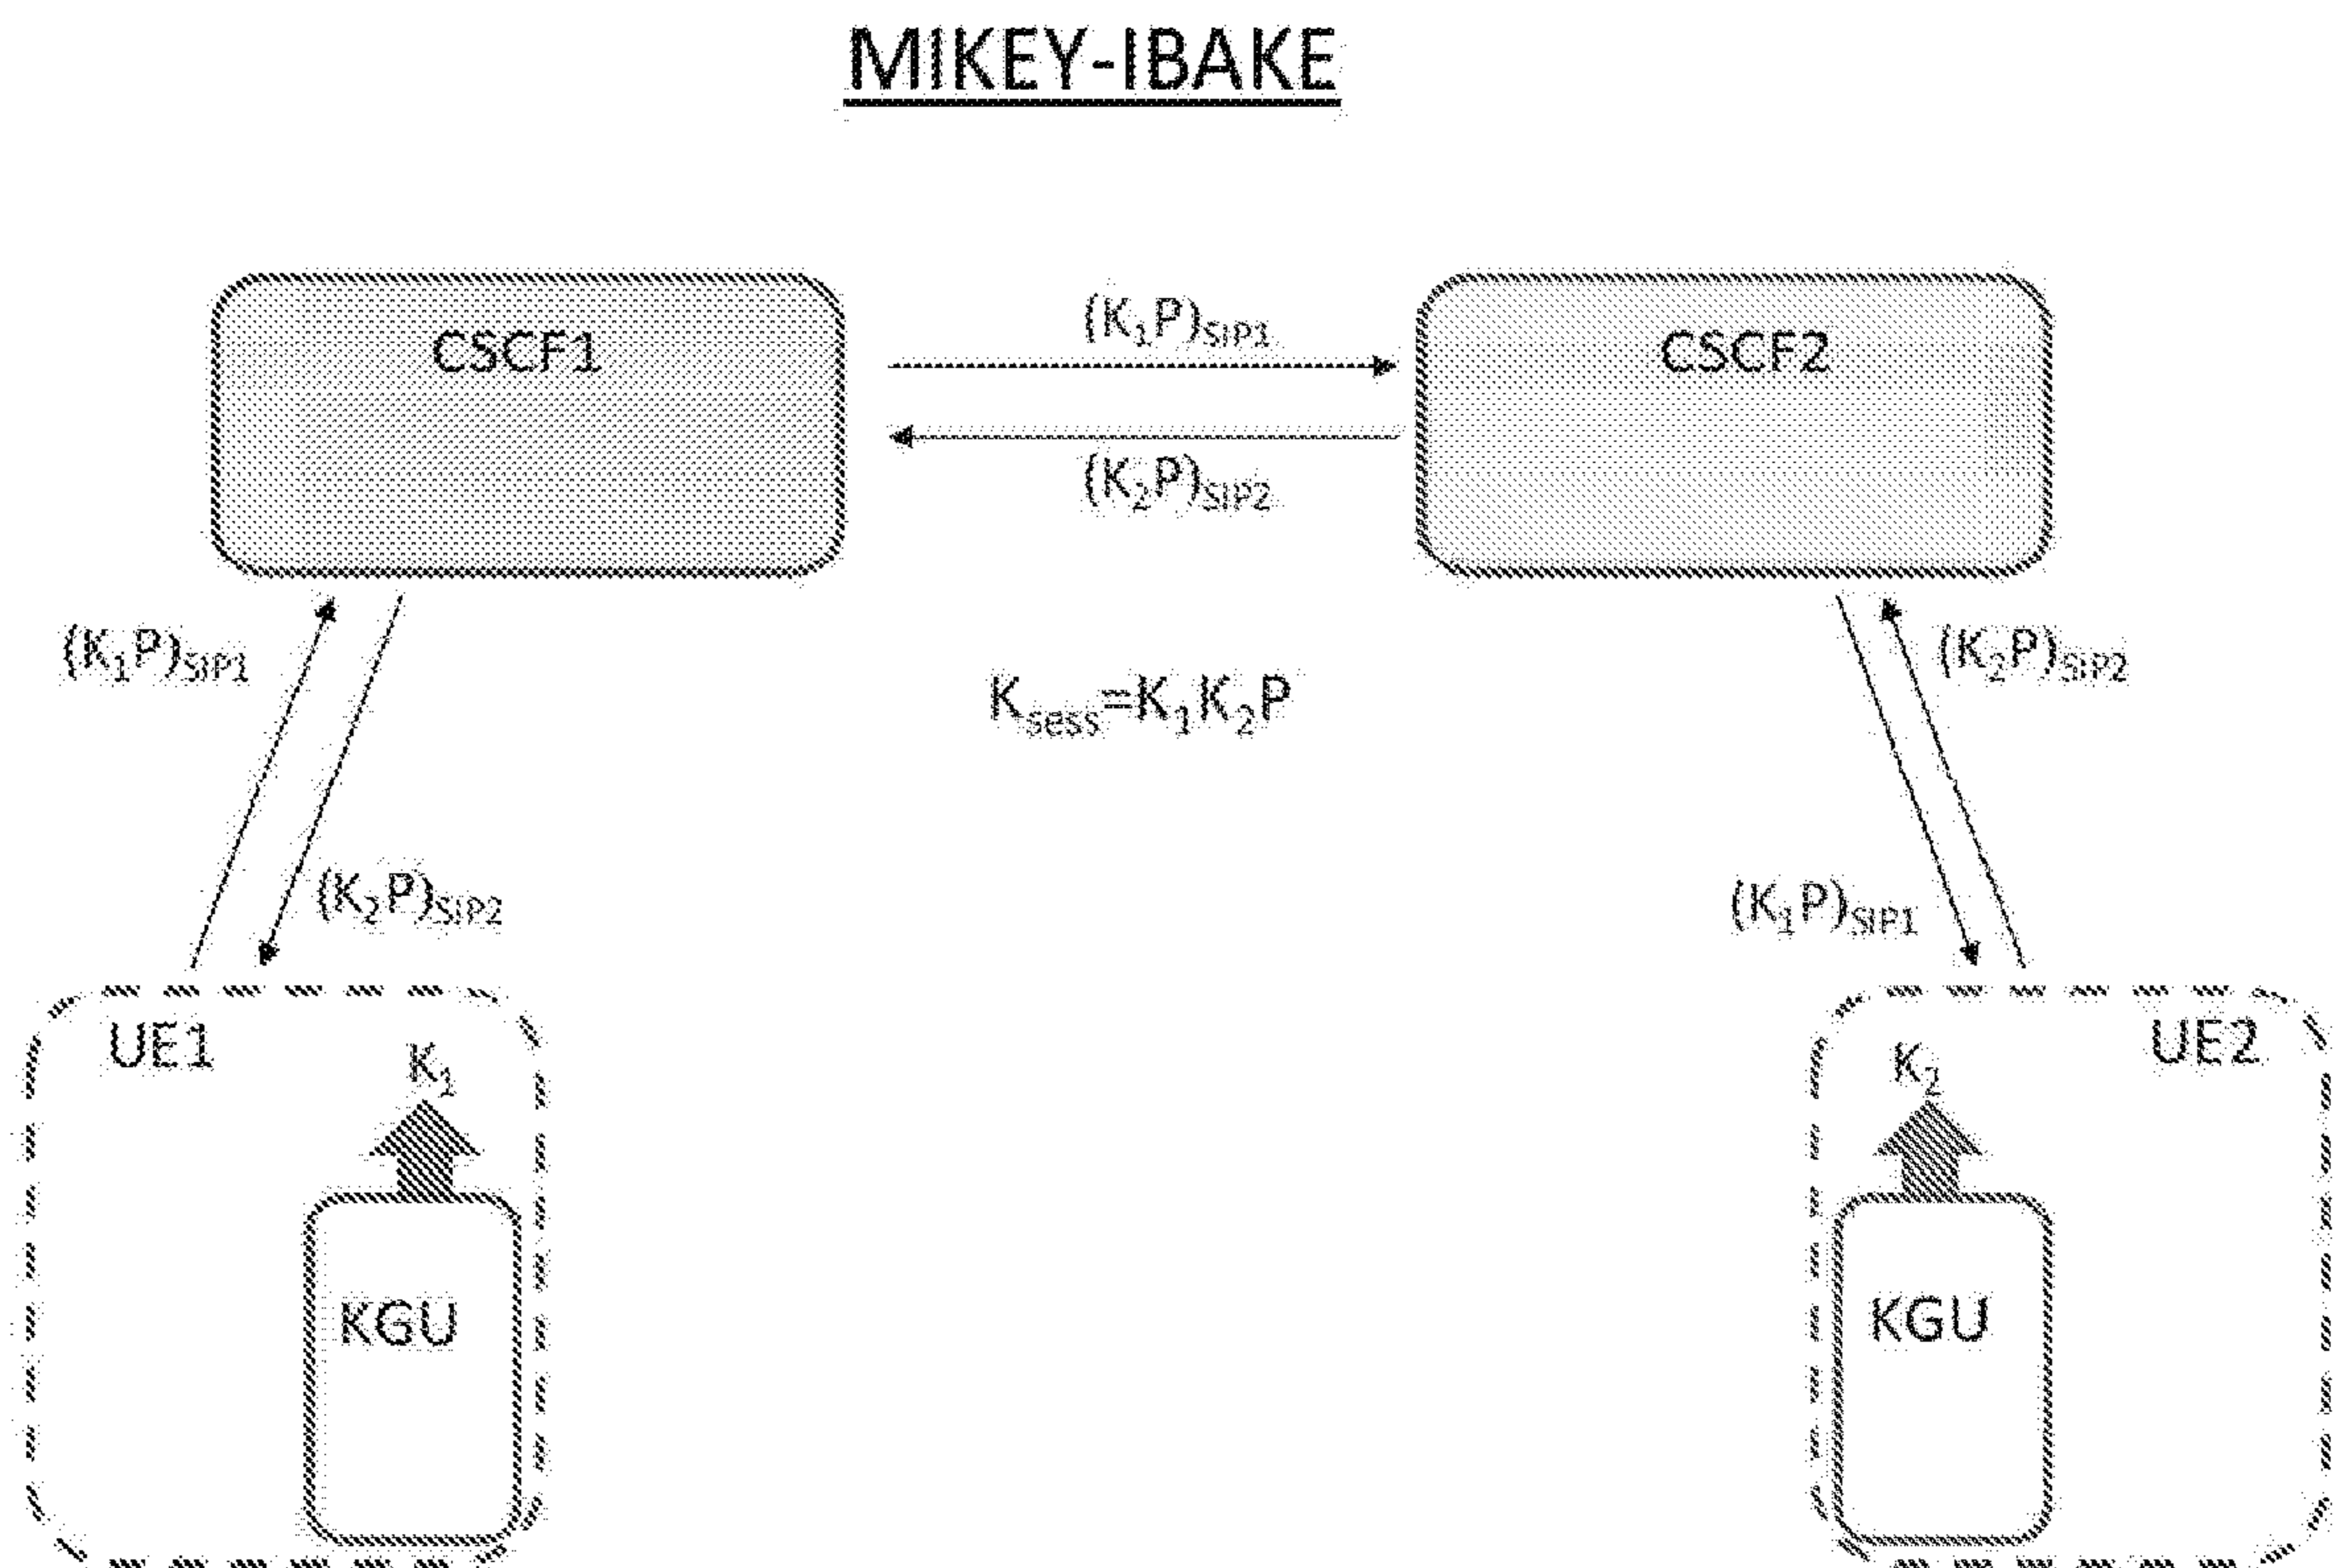 MIKEY-IBAKE
CSCF1
(K₁P)SIP1
CSCF2
(K₂P)SIP2
(K₁P)SIP1
Ksess=K₁K₂P
(K₂P)SIP2
(K₂P)SIP2
(K₁P)SIP1
UE1
K₁
KGU
K₂
UE2
KGU